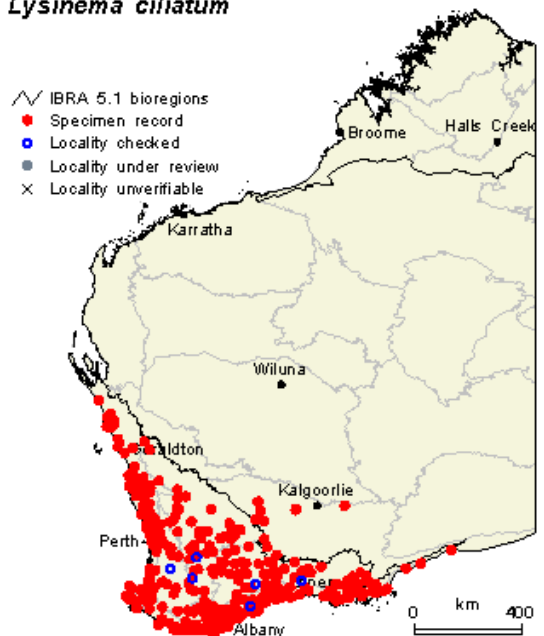 Lysinema ciliatum
IBRA 5.1 bioregions
Specimen record
Locality checked
Locality under review
Locality unverifiable
Broome
Halls Creek
Karratha
Wiluna
Kalgoorlie
Perth
Albany
km
0 400